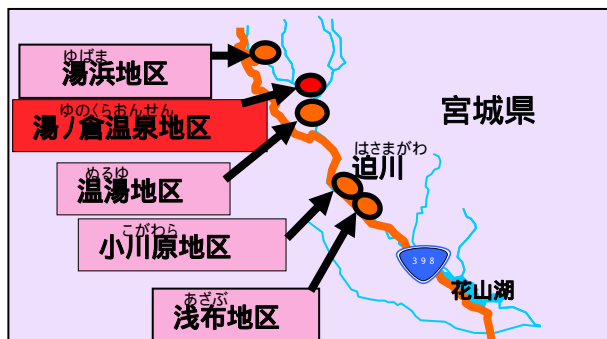 ゆばま
湯浜地区
ゆのくらおんせん
湯ノ倉温泉地区
宮城県
はさまがわ
迫川
ぬるゆ
温湯地区
こがわら
小川原地区
398
花山湖
あざぶ
浅布地区